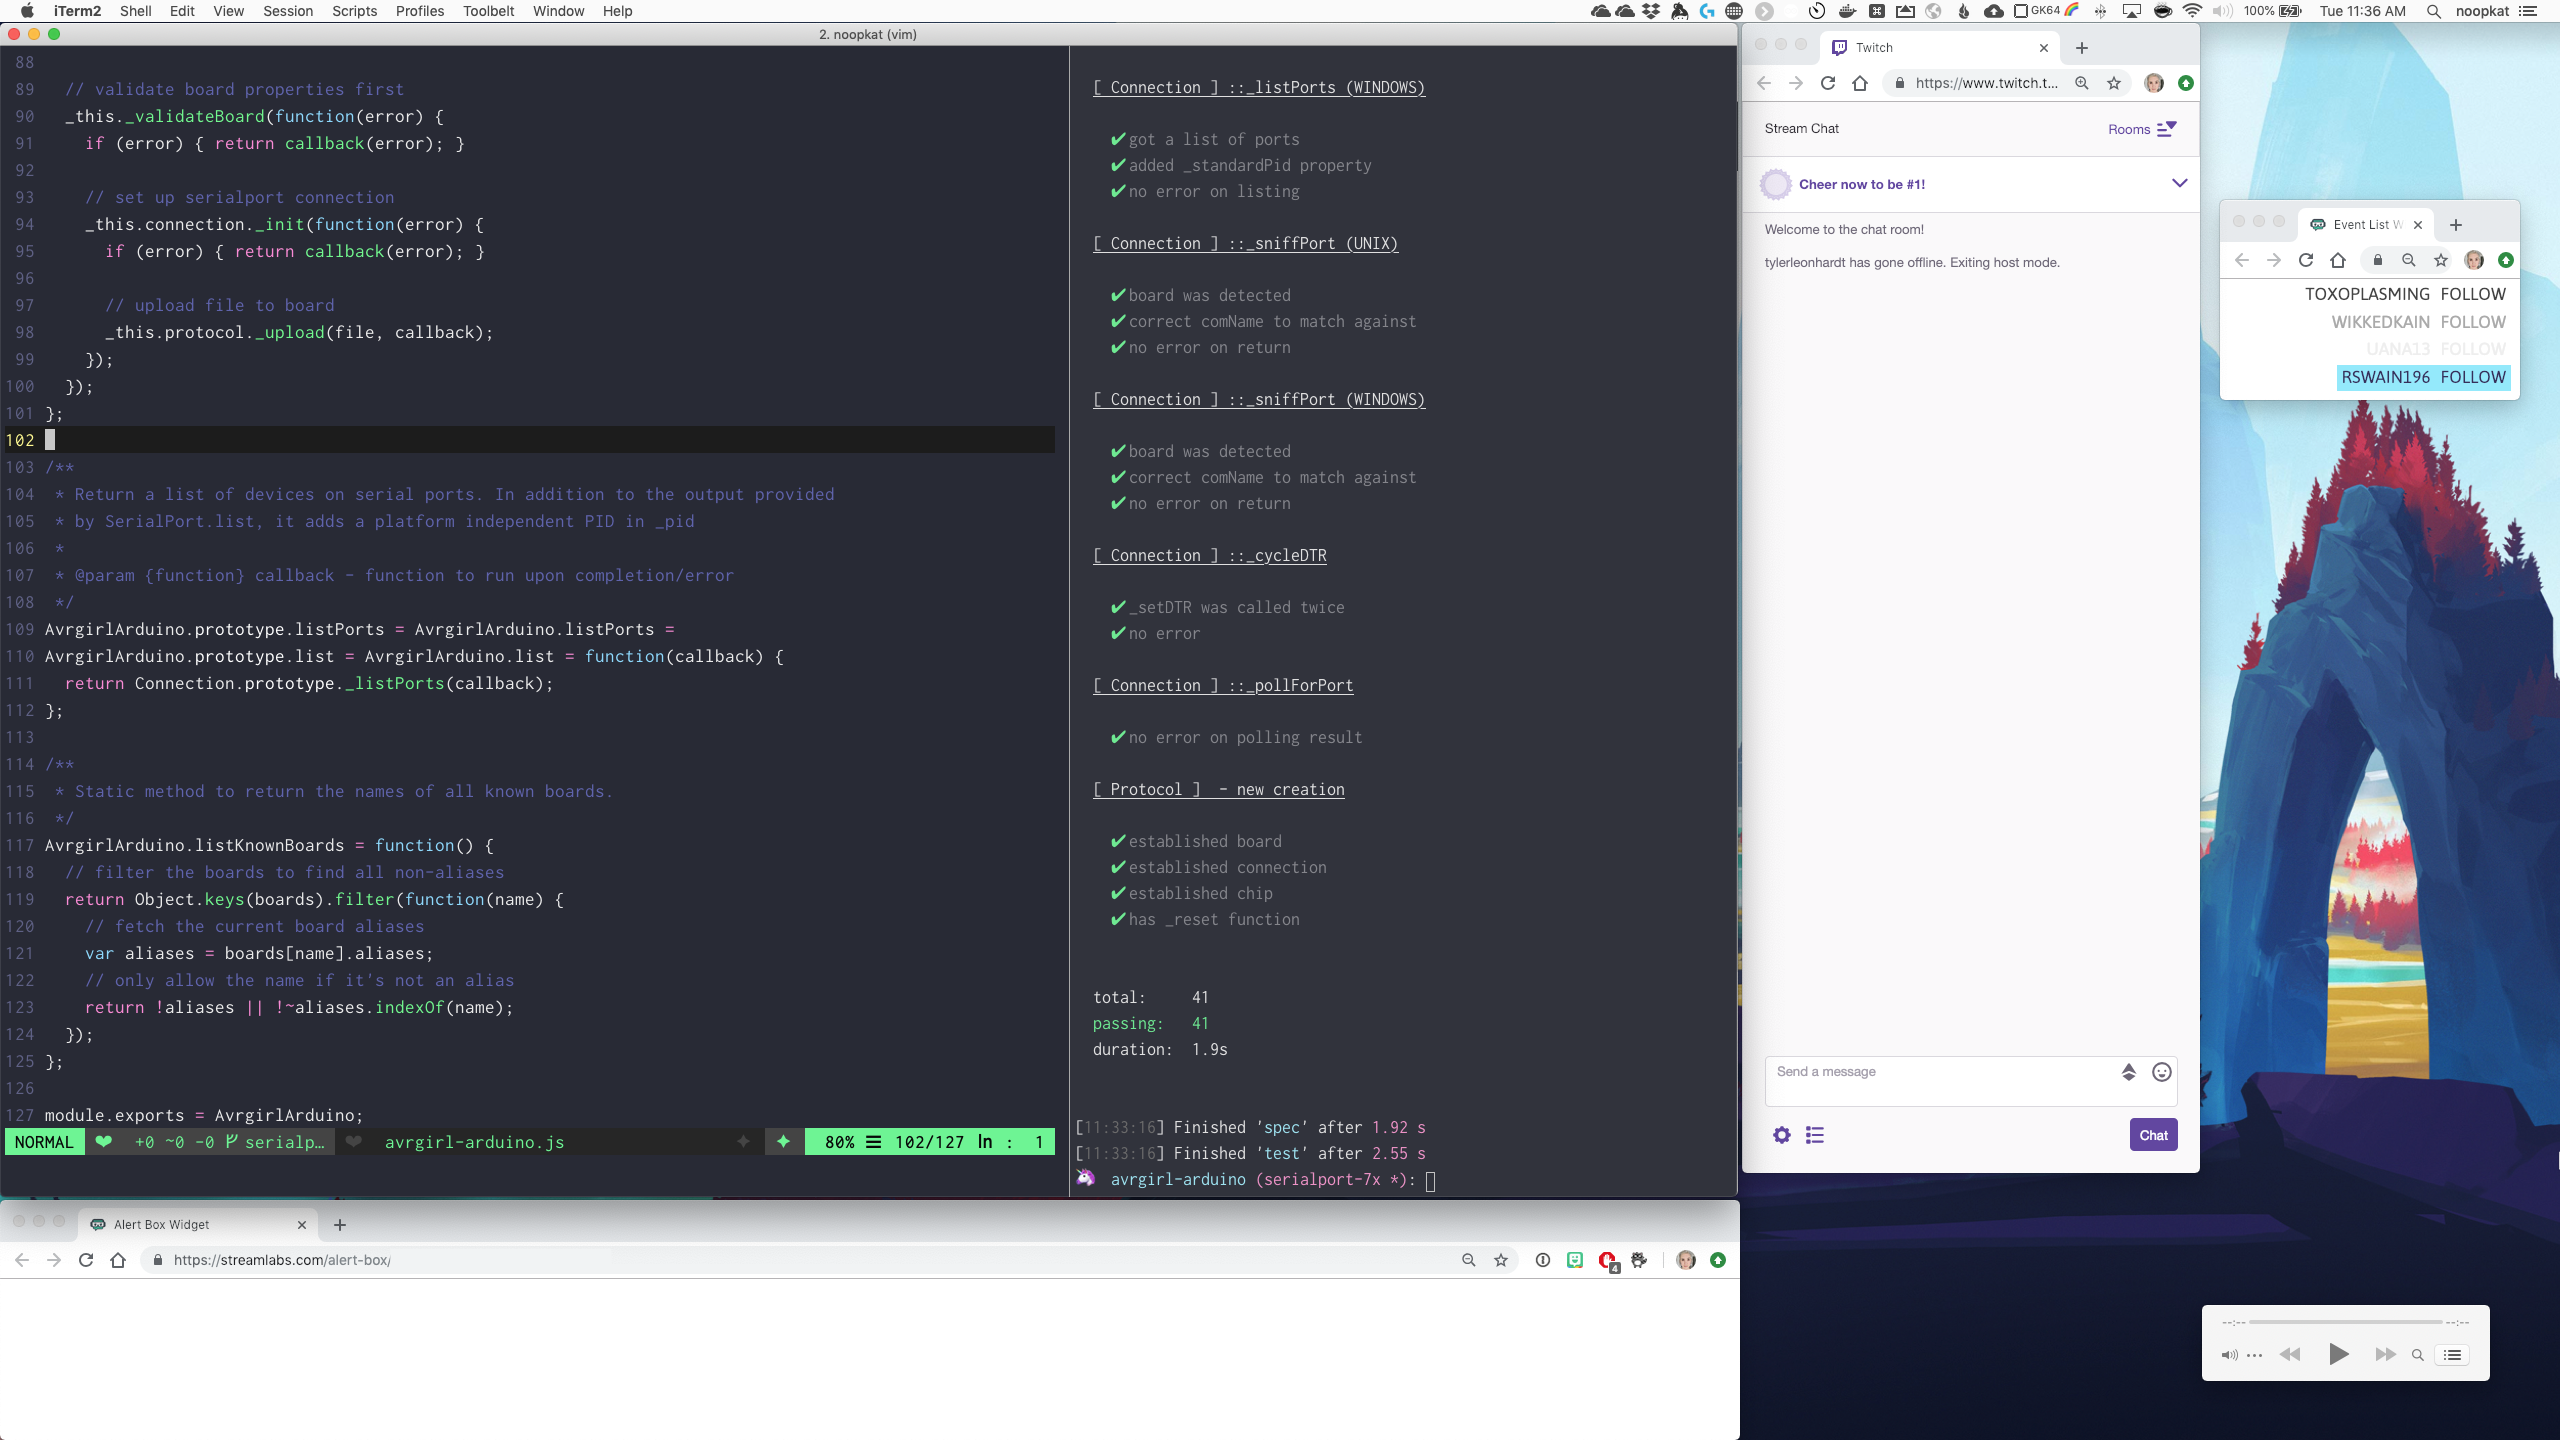 iTerm2 Shell Edit View Session Scripts Profiles Toolbelt Window Help
GK64 100% Tue 11:36 AM noopkat
2. noopkat (vim)
88
89 // validate board properties first
90 _this._validateBoard(function(error) {
91 if (error) { return callback(error); }
92
93 // set up serialport connection
94 _this.connection._init(function(error) {
95 if (error) { return callback(error); }
96
97 // upload file to board
98 _this.protocol._upload(file, callback);
99 });
100 });
101 };
102
103 /**
104 * Return a list of devices on serial ports. In addition to the output provided
105 * by SerialPort.list, it adds a platform independent PID in _pid
106 *
107 * @param {function} callback - function to run upon completion/error
108 */
109 AvrgirlArduino.prototype.listPorts = AvrgirlArduino.listPorts =
110 AvrgirlArduino.prototype.list = AvrgirlArduino.list = function(callback) {
111 return Connection.prototype._listPorts(callback);
112 };
113
114 /**
115 * Static method to return the names of all known boards.
116 */
117 AvrgirlArduino.listKnownBoards = function() {
118 // filter the boards to find all non-aliases
119 return Object.keys(boards).filter(function(name) {
120 // fetch the current board aliases
121 var aliases = boards[name].aliases;
122 // only allow the name if it's not an alias
123 return !aliases || !~aliases.indexOf(name);
124 });
125 };
126
127 module.exports = AvrgirlArduino;
NORMAL ❤ +0 ~0 -0 serialp… ❤ avrgirl-arduino.js ✦ ✦ 80% ☰ 102/127 ln : 1
[ Connection ] ::_listPorts (WINDOWS)
✔ got a list of ports
✔ added _standardPid property
✔ no error on listing
[ Connection ] ::_sniffPort (UNIX)
✔ board was detected
✔ correct comName to match against
✔ no error on return
[ Connection ] ::_sniffPort (WINDOWS)
✔ board was detected
✔ correct comName to match against
✔ no error on return
[ Connection ] ::_cycleDTR
✔ _setDTR was called twice
✔ no error
[ Connection ] ::_pollForPort
✔ no error on polling result
[ Protocol ] - new creation
✔ established board
✔ established connection
✔ established chip
✔ has _reset function
total: 41
passing: 41
duration: 1.9s
[11:33:16] Finished 'spec' after 1.92 s
[11:33:16] Finished 'test' after 2.55 s
🦄 avrgirl-arduino (serialport-7x *):
Twitch
https://www.twitch.t...
Stream Chat
Rooms
Cheer now to be #1!
Welcome to the chat room!
tylerleonhardt has gone offline. Exiting host mode.
Send a message
Chat
Event List W
TOXOPLASMING FOLLOW
WIKKEDKAIN FOLLOW
UANA13 FOLLOW
RSWAIN196 FOLLOW
Alert Box Widget
https://streamlabs.com/alert-box/
4
--:-- --:--